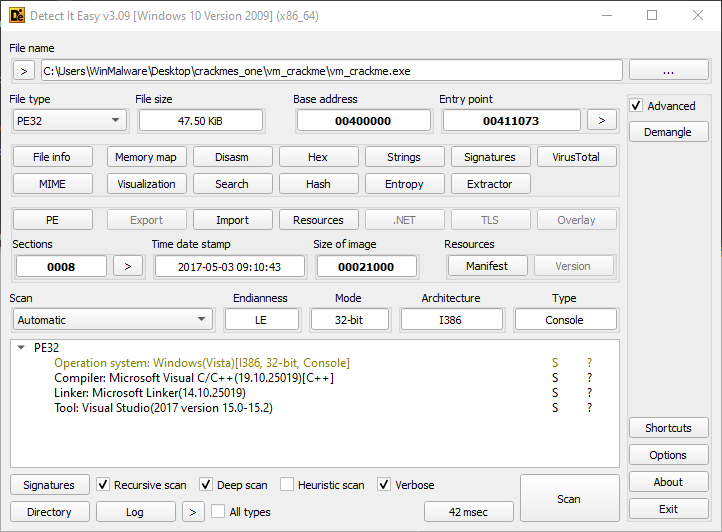 Detect It Easy v3.09 [Windows 10 Version 2009] (x86_64)
File name
> C:\Users\WinMalware\Desktop\crackmes_one\vm_crackme\vm_crackme.exe ...
File type File size Base address Entry point Advanced
PE32 47.50 KiB 00400000 00411073 > Demangle
File info Memory map Disasm Hex Strings Signatures VirusTotal
MIME Visualization Search Hash Entropy Extractor
PE Export Import Resources .NET TLS Overlay
Sections Time date stamp Size of image Resources
0008 > 2017-05-03 09:10:43 00021000 Manifest Version
Scan Endianness Mode Architecture Type
Automatic LE 32-bit I386 Console
PE32
Operation system: Windows(Vista)[I386, 32-bit, Console] S ?
Compiler: Microsoft Visual C/C++(19.10.25019)[C++] S ?
Linker: Microsoft Linker(14.10.25019) S ?
Tool: Visual Studio(2017 version 15.0-15.2) S ?
Shortcuts
Options
Signatures Recursive scan Deep scan Heuristic scan Verbose Scan About
Directory Log > All types 42 msec Exit